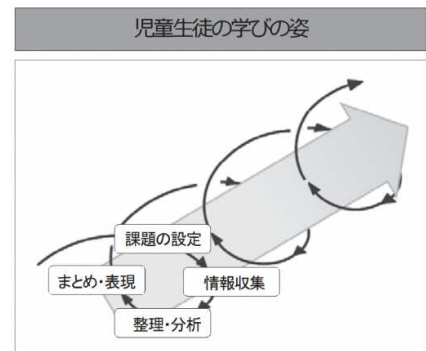 児童生徒の学びの姿
課題の設定
まとめ・表現
情報収集
整理・分析